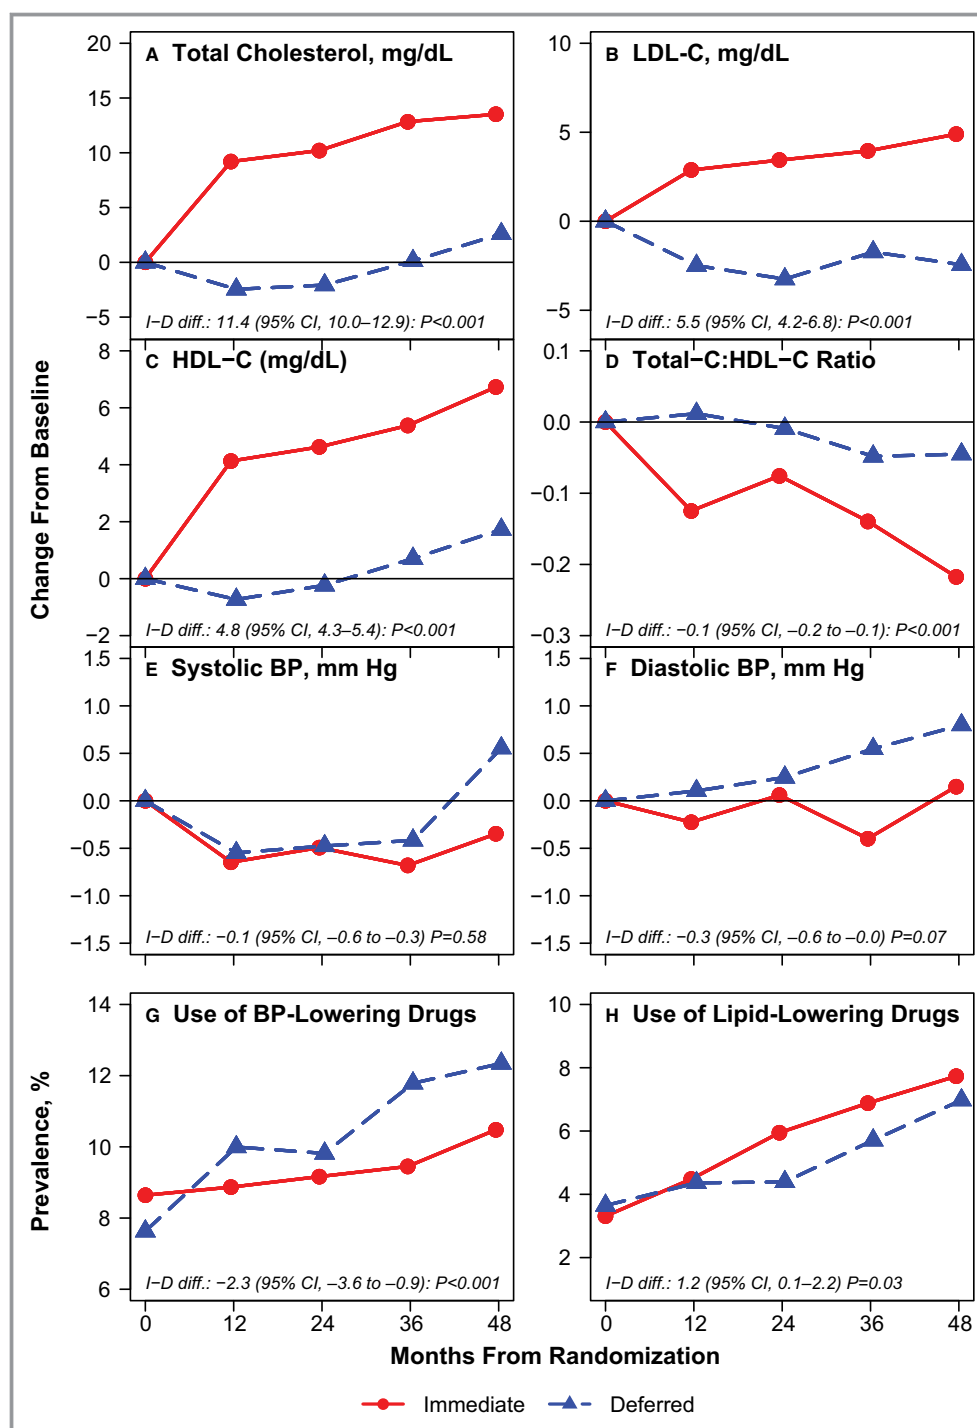 A Total Cholesterol, mg/dL
20
15
10
5
0
−5
I−D diff.: 11.4 (95% CI, 10.0–12.9): P<0.001
B LDL-C, mg/dL
10
5
0
−5
I−D diff.: 5.5 (95% CI, 4.2-6.8): P<0.001
Change From Baseline
C HDL−C (mg/dL)
8
6
4
2
0
−2
I−D diff.: 4.8 (95% CI, 4.3–5.4): P<0.001
D Total−C:HDL−C Ratio
0.1
0.0
−0.1
−0.2
−0.3
I−D diff.: −0.1 (95% CI, –0.2 to –0.1): P<0.001
E Systolic BP, mm Hg
1.5
1.0
0.5
0.0
−0.5
−1.0
−1.5
I−D diff.: −0.1 (95% CI, –0.6 to –0.3) P=0.58
F Diastolic BP, mm Hg
1.5
1.0
0.5
0.0
−0.5
−1.0
−1.5
I−D diff.: −0.3 (95% CI, –0.6 to –0.0) P=0.07
Prevalence, %
G Use of BP-Lowering Drugs
14
12
10
8
6
I−D diff.: −2.3 (95% CI, –3.6 to –0.9): P<0.001
0 12 24 36 48
H Use of Lipid-Lowering Drugs
10
8
6
4
2
I−D diff.: 1.2 (95% CI, 0.1–2.2) P=0.03
0 12 24 36 48
Months From Randomization
Immediate Deferred